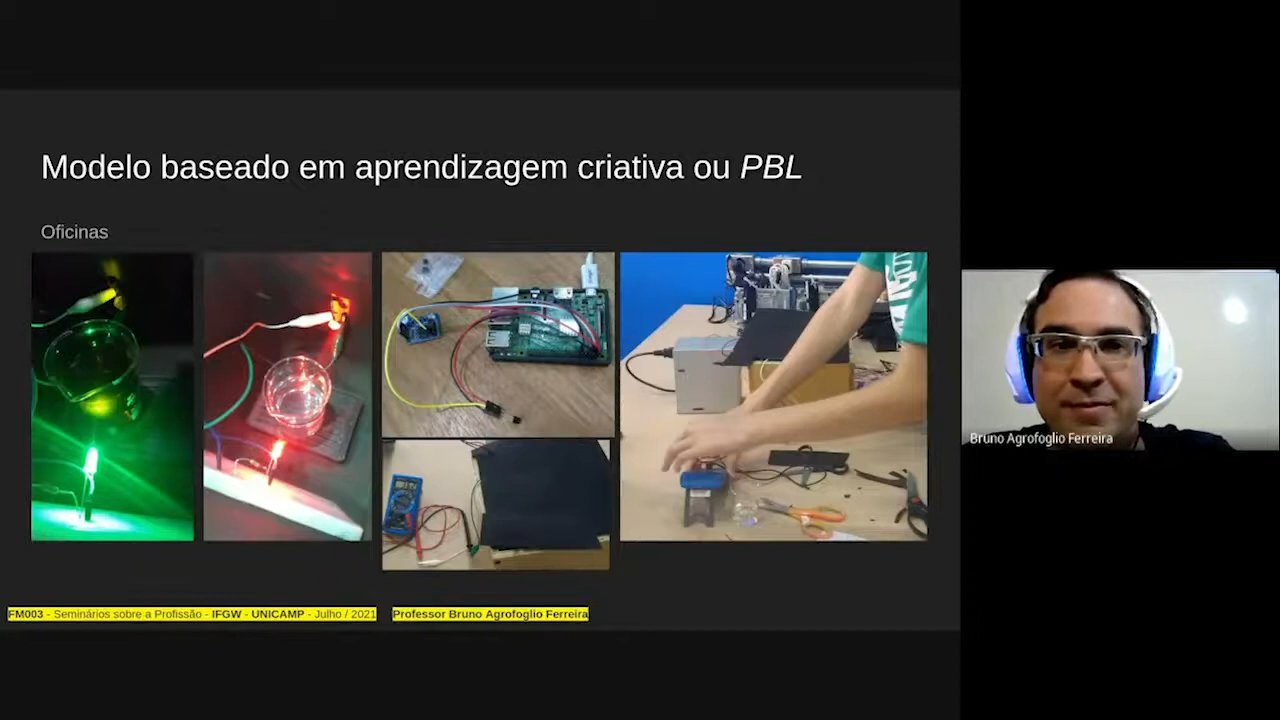 Modelo baseado em aprendizagem criativa ou PBL
Oficinas
FM003 - Seminários sobre a Profissão - IFGW - UNICAMP - Julho / 2021
Professor Bruno Agrofoglio Ferreira
Bruno Agrofoglio Ferreira